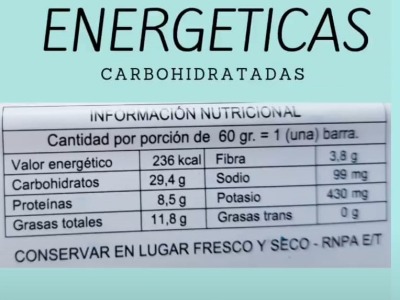 ENERGETICAS
CARBOHIDRATADAS
INFORMACIÓN NUTRICIONAL
Cantidad por porción de 60 gr. = 1 (una) barra.
Valor energético 236 kcal Fibra 3,8 g
Carbohidratos 29,4 g Sodio 99 mg
Proteínas 8,5 g Potasio 430 mg
Grasas totales 11,8 g Grasas trans 0 g
CONSERVAR EN LUGAR FRESCO Y SECO - RNPA E/T